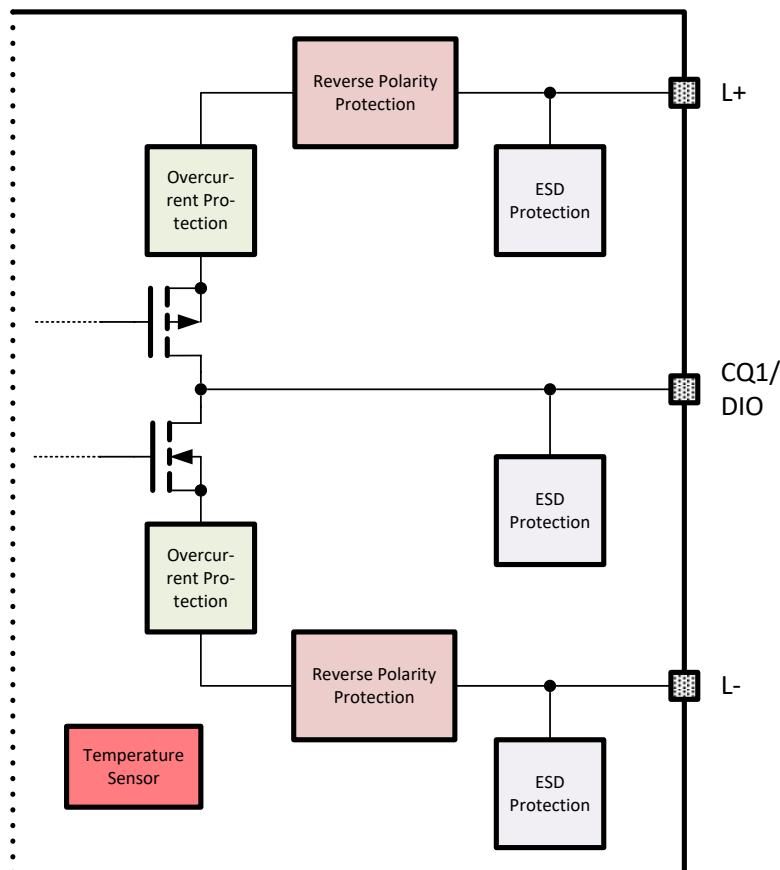 Reverse Polarity
Protection
L+
Overcur-
rent Pro-
tection
ESD
Protection
CQ1/
DIO
ESD
Protection
Overcur-
rent Pro-
tection
Reverse Polarity
Protection
L-
Temperature
Sensor
ESD
Protection